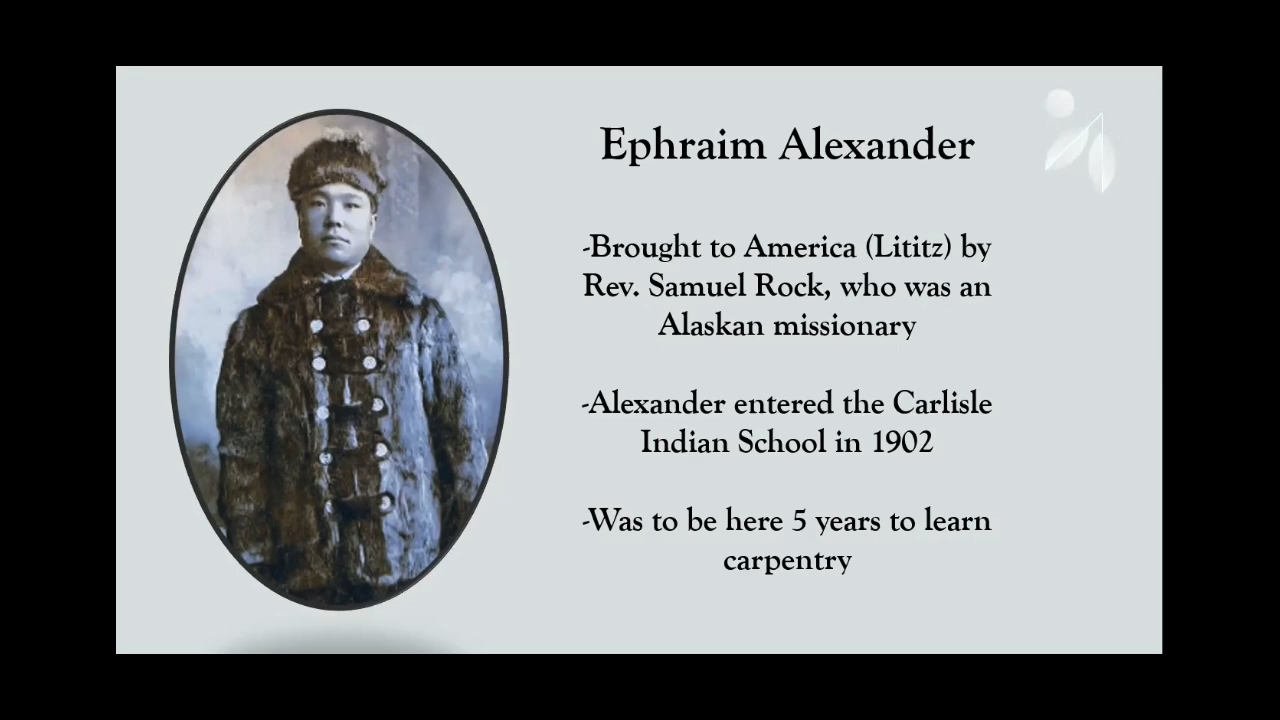 Ephraim Alexander
-Brought to America (Lititz) by
Rev. Samuel Rock, who was an
Alaskan missionary
-Alexander entered the Carlisle
Indian School in 1902
-Was to be here 5 years to learn
carpentry